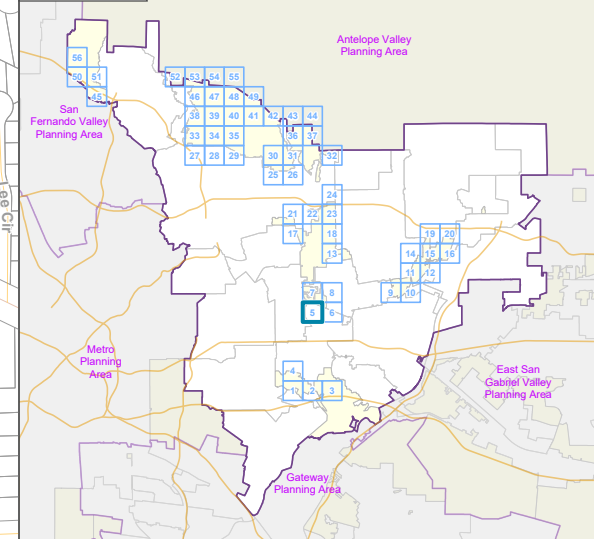 Antelope Valley
Planning Area
56
50 51
45
52 53 54 55
46 47 48 49
38 39 40 41 42 43 44
33 34 35 36 37
27 28 29 30 31 32
25 26
San
Fernando Valley
Planning Area
24
21 22 23
17 18
13
19 20
14 15 16
11 12
9 10
7 8
5 6
Lee Cir
Metro
Planning
Area
4
1 2 3
East San
Gabriel Valley
Planning Area
Gateway
Planning Area